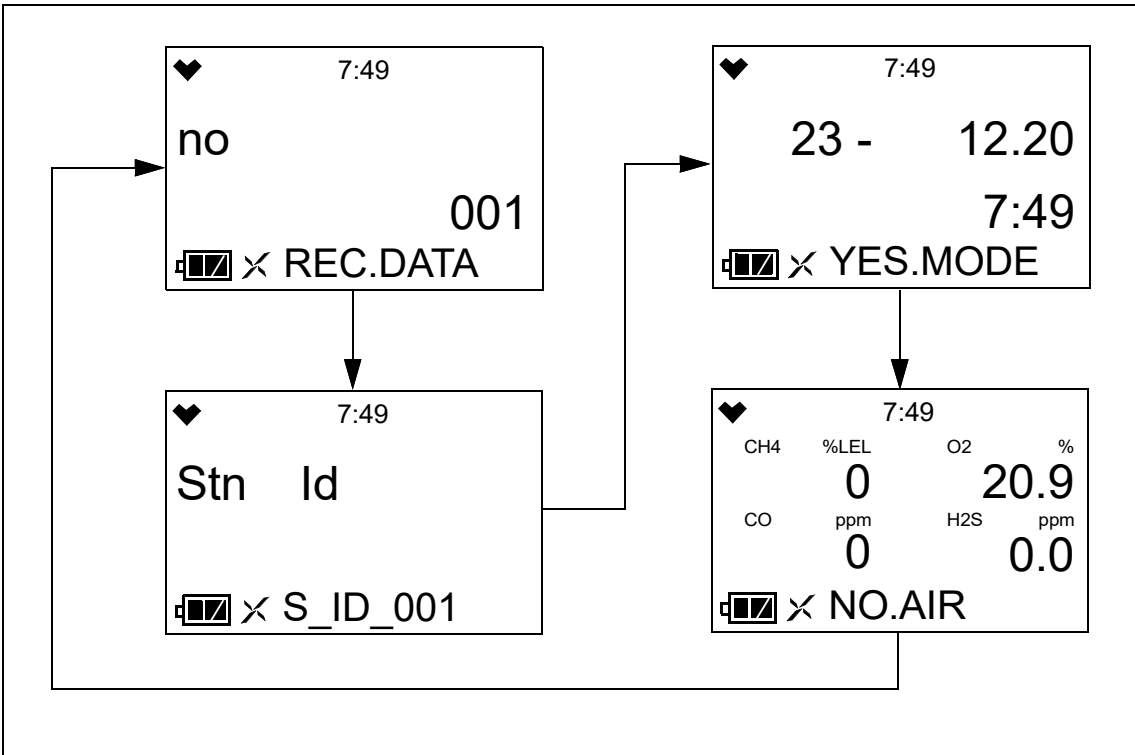 7:49
no
001
REC.DATA
7:49
Stn Id
S_ID_001
7:49
23 - 12.20
7:49
YES.MODE
7:49
CH4 %LEL O2 %
0 20.9
CO ppm H2S ppm
0 0.0
NO.AIR